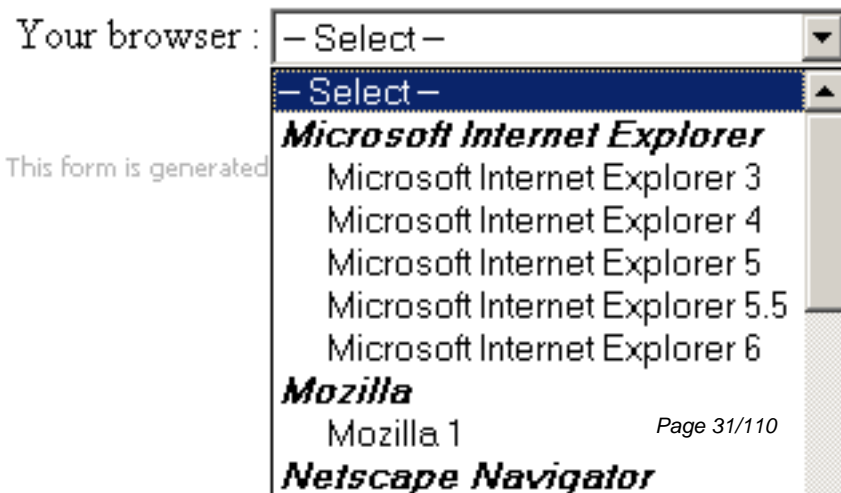 Your browser : – Select –
– Select –
Microsoft Internet Explorer
This form is generated
Microsoft Internet Explorer 3
Microsoft Internet Explorer 4
Microsoft Internet Explorer 5
Microsoft Internet Explorer 5.5
Microsoft Internet Explorer 6
Mozilla
Mozilla 1
Page 31/110
Netscape Navigator